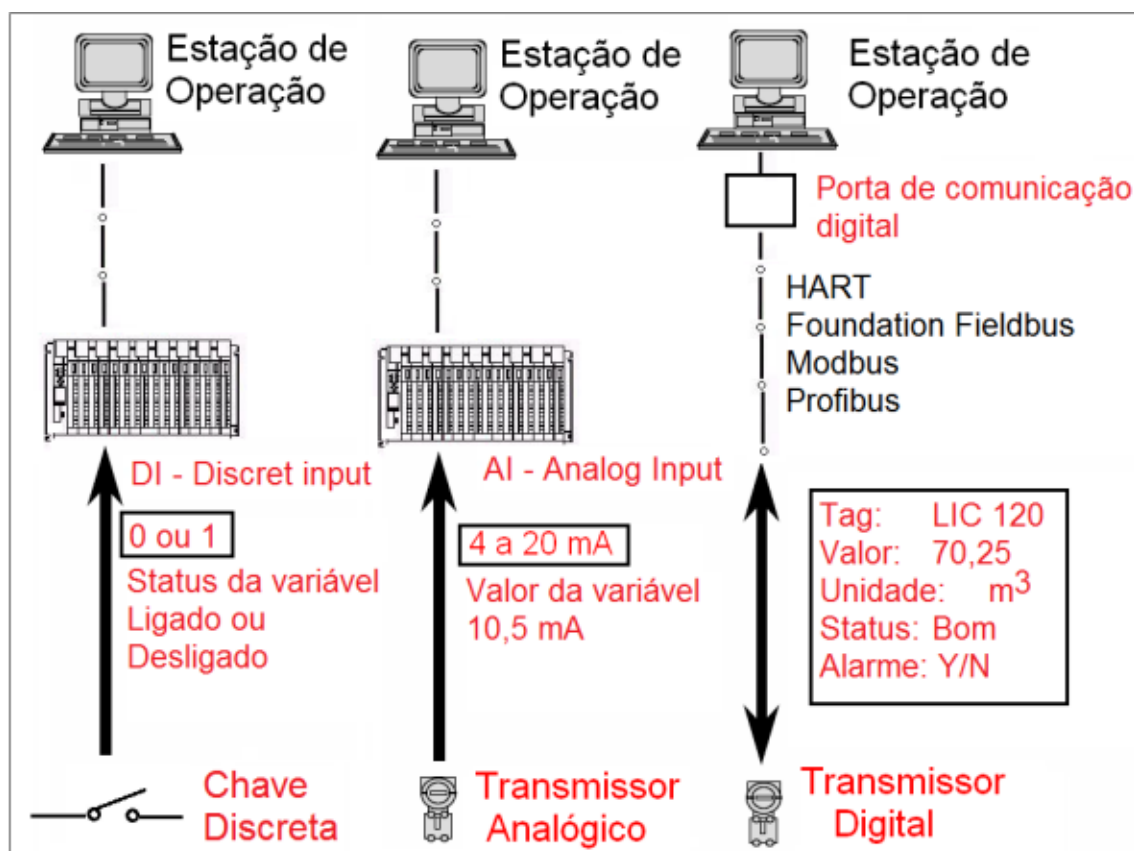 Estação de
Operação
DI - Discret input
0 ou 1
Status da variável
Ligado ou
Desligado
Chave
Discreta
Estação de
Operação
AI - Analog Input
4 a 20 mA
Valor da variável
10,5 mA
Transmissor
Analógico
Estação de
Operação
Porta de comunicação
digital
HART
Foundation Fieldbus
Modbus
Profibus
Tag: LIC 120
Valor: 70,25
Unidade: m³
Status: Bom
Alarme: Y/N
Transmissor
Digital